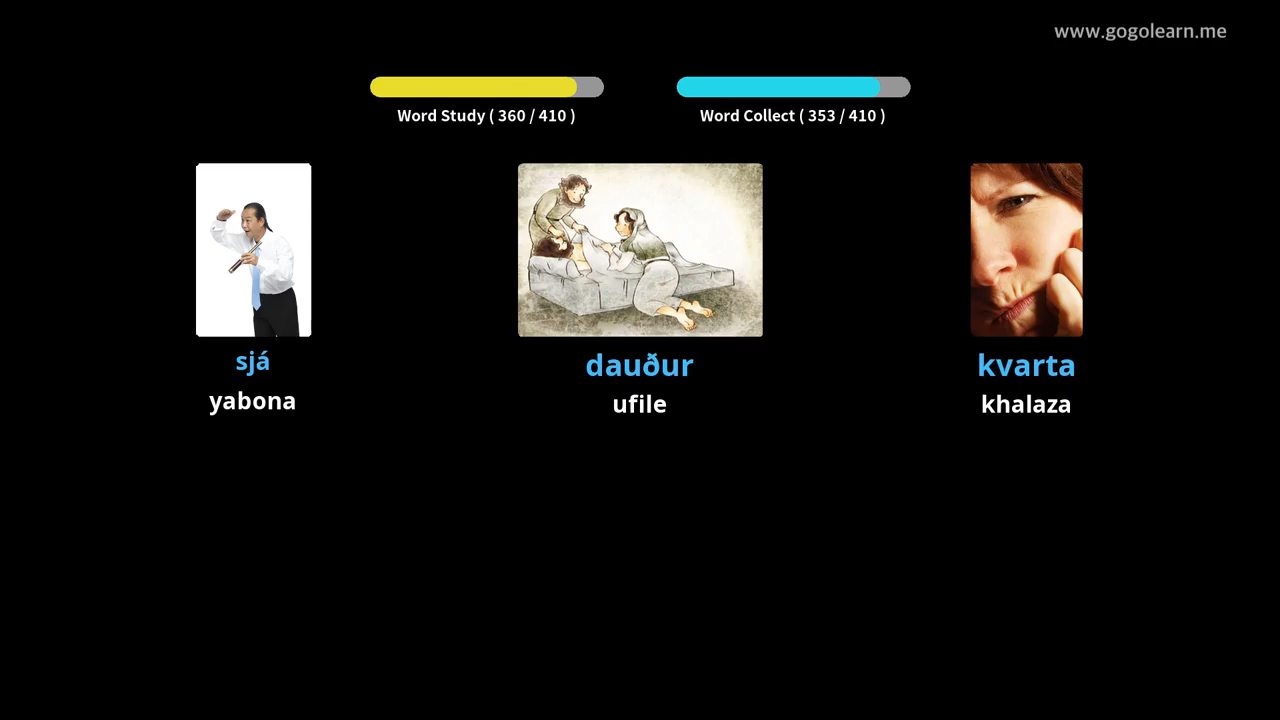 www.gogolearn.me
Word Study ( 360 / 410 )
Word Collect ( 353 / 410 )
sjá
dauður
kvarta
yabona
ufile
khalaza